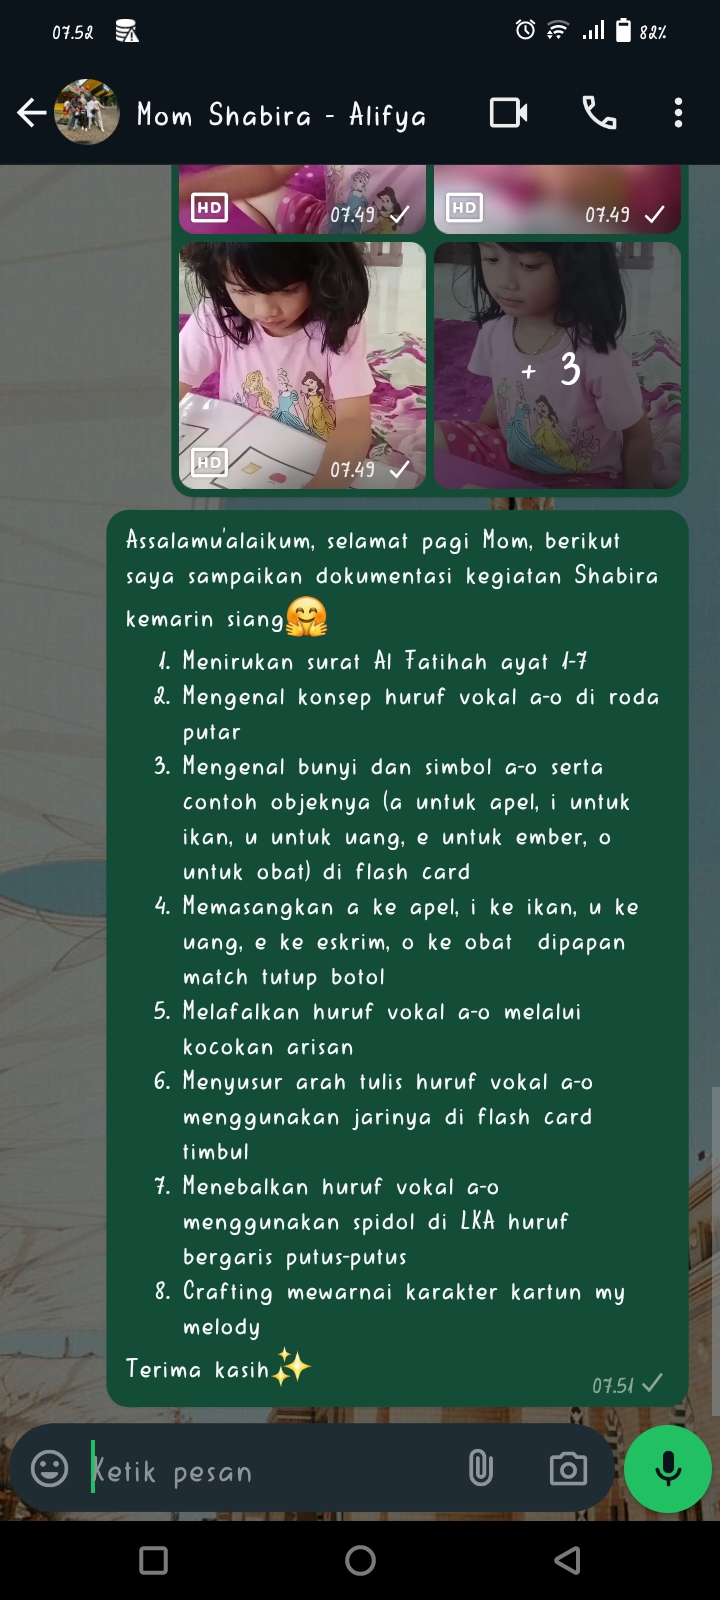 07.52
82%
Mom Shabira - Alifya
HD
07.49
HD
07.49
HD
07.49
+ 3
Assalamu'alaikum, selamat pagi Mom, berikut
saya sampaikan dokumentasi kegiatan Shabira
kemarin siang🤗
1. Menirukan surat Al Fatihah ayat 1-7
2. Mengenal konsep huruf vokal a-o di roda
putar
3. Mengenal bunyi dan simbol a-o serta
contoh objeknya (a untuk apel, i untuk
ikan, u untuk uang, e untuk ember, o
untuk obat) di flash card
4. Memasangkan a ke apel, i ke ikan, u ke
uang, e ke eskrim, o ke obat  dipapan
match tutup botol
5. Melafalkan huruf vokal a-o melalui
kocokan arisan
6. Menyusur arah tulis huruf vokal a-o
menggunakan jarinya di flash card
timbul
7. Menebalkan huruf vokal a-o
menggunakan spidol di LKA huruf
bergaris putus-putus
8. Crafting mewarnai karakter kartun my
melody
Terima kasih✨
07.51
Ketik pesan